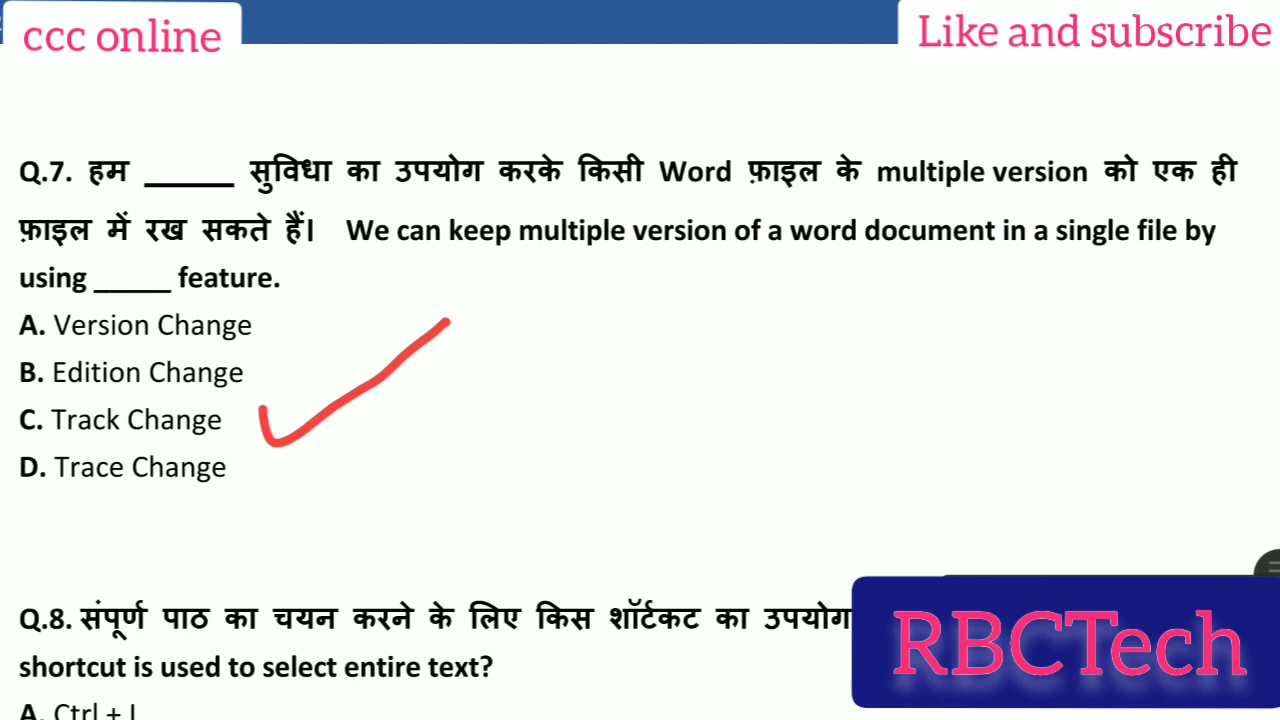 ccc online
Like and subscribe
Q.7. हम ______ सुविधा का उपयोग करके किसी Word फ़ाइल के multiple version को एक ही
फ़ाइल में रख सकते हैं। We can keep multiple version of a word document in a single file by
using _____ feature.
A. Version Change
B. Edition Change
C. Track Change
D. Trace Change
Q.8. संपूर्ण पाठ का चयन करने के लिए किस शॉर्टकट का उपयोग
shortcut is used to select entire text?
RBCTech
A. Ctrl +